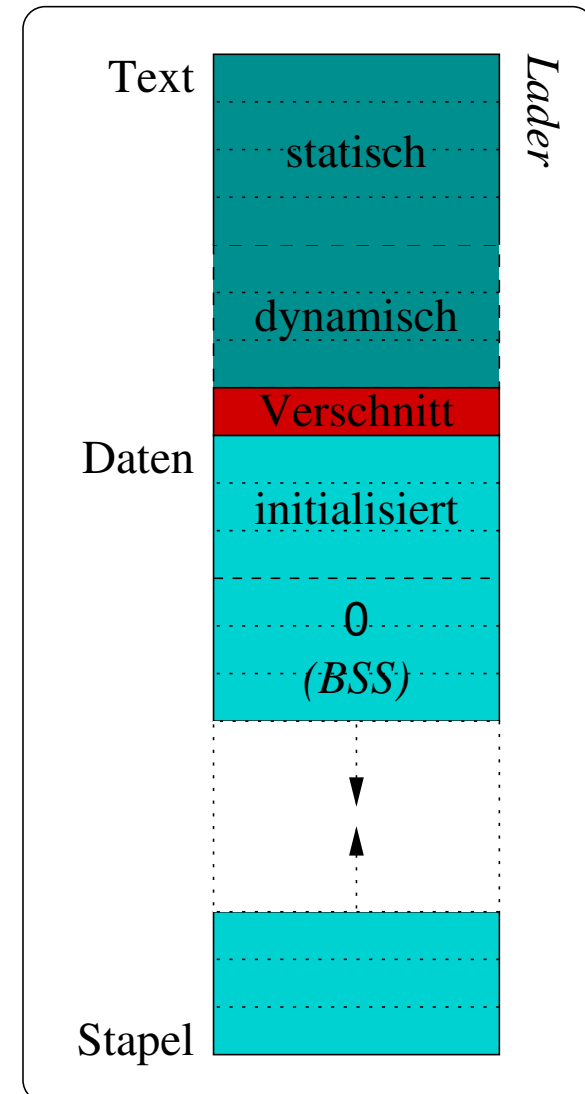 Text
Lader
statisch
dynamisch
Verschnitt
Daten
initialisiert
0
(BSS)
Stapel